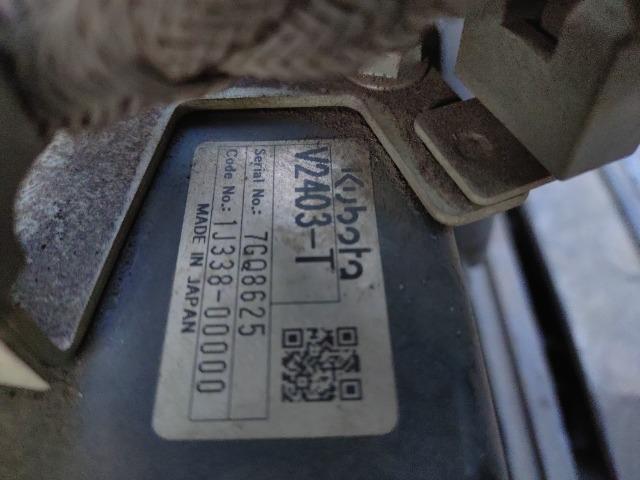 Kubota
V2403-T
Serial No.: 7GQ8625
Code No.: 1J338-00000
MADE IN JAPAN